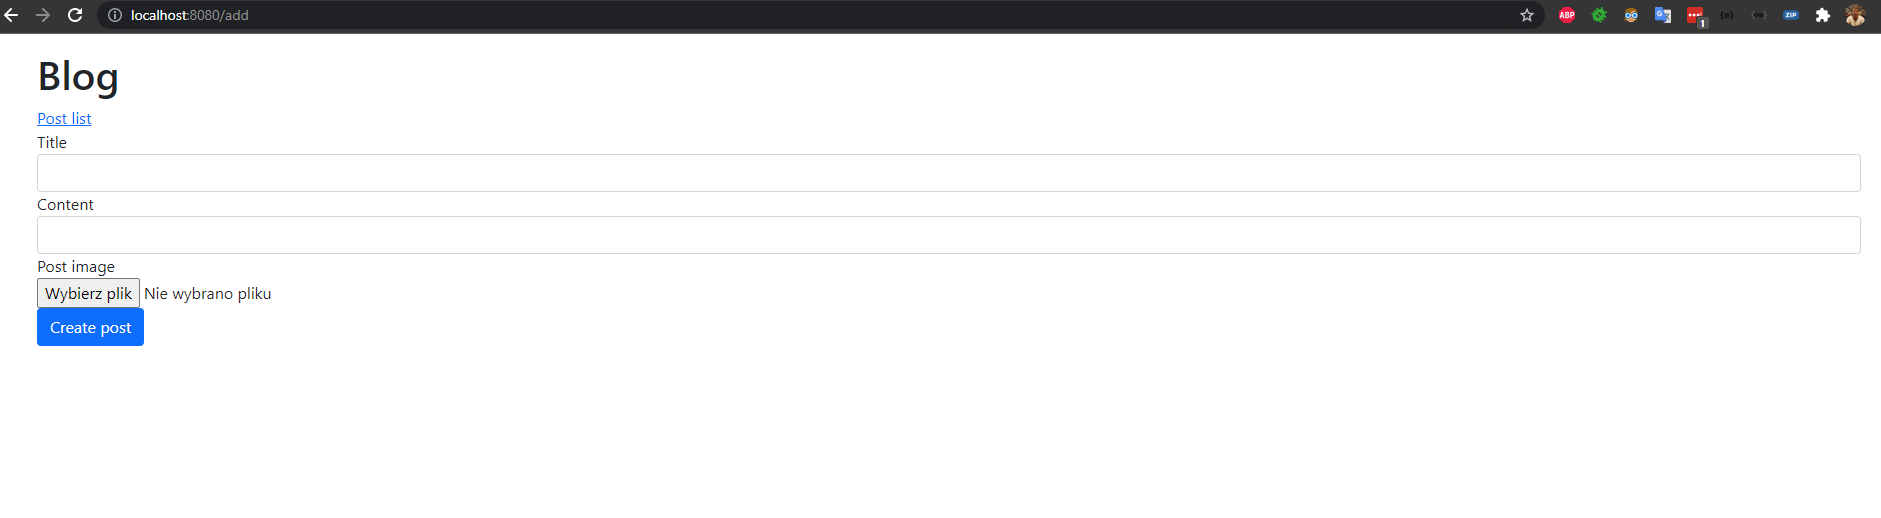 localhost:8080/add
ABP
G
1
ZIP
Blog
Post list
Title
Content
Post image
Wybierz plik Nie wybrano pliku
Create post